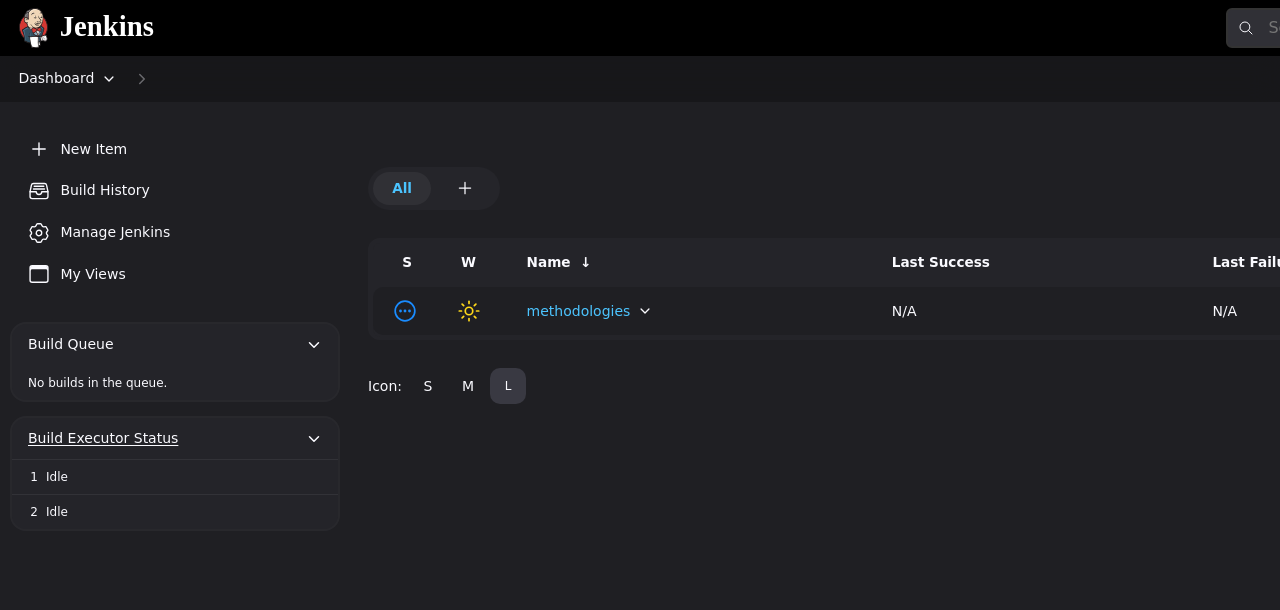 Jenkins
Dashboard
New Item
Build History
Manage Jenkins
My Views
Build Queue
No builds in the queue.
Build Executor Status
1 Idle
2 Idle
All
S W Name ↓ Last Success Last Failu
methodologies N/A N/A
Icon: S M L